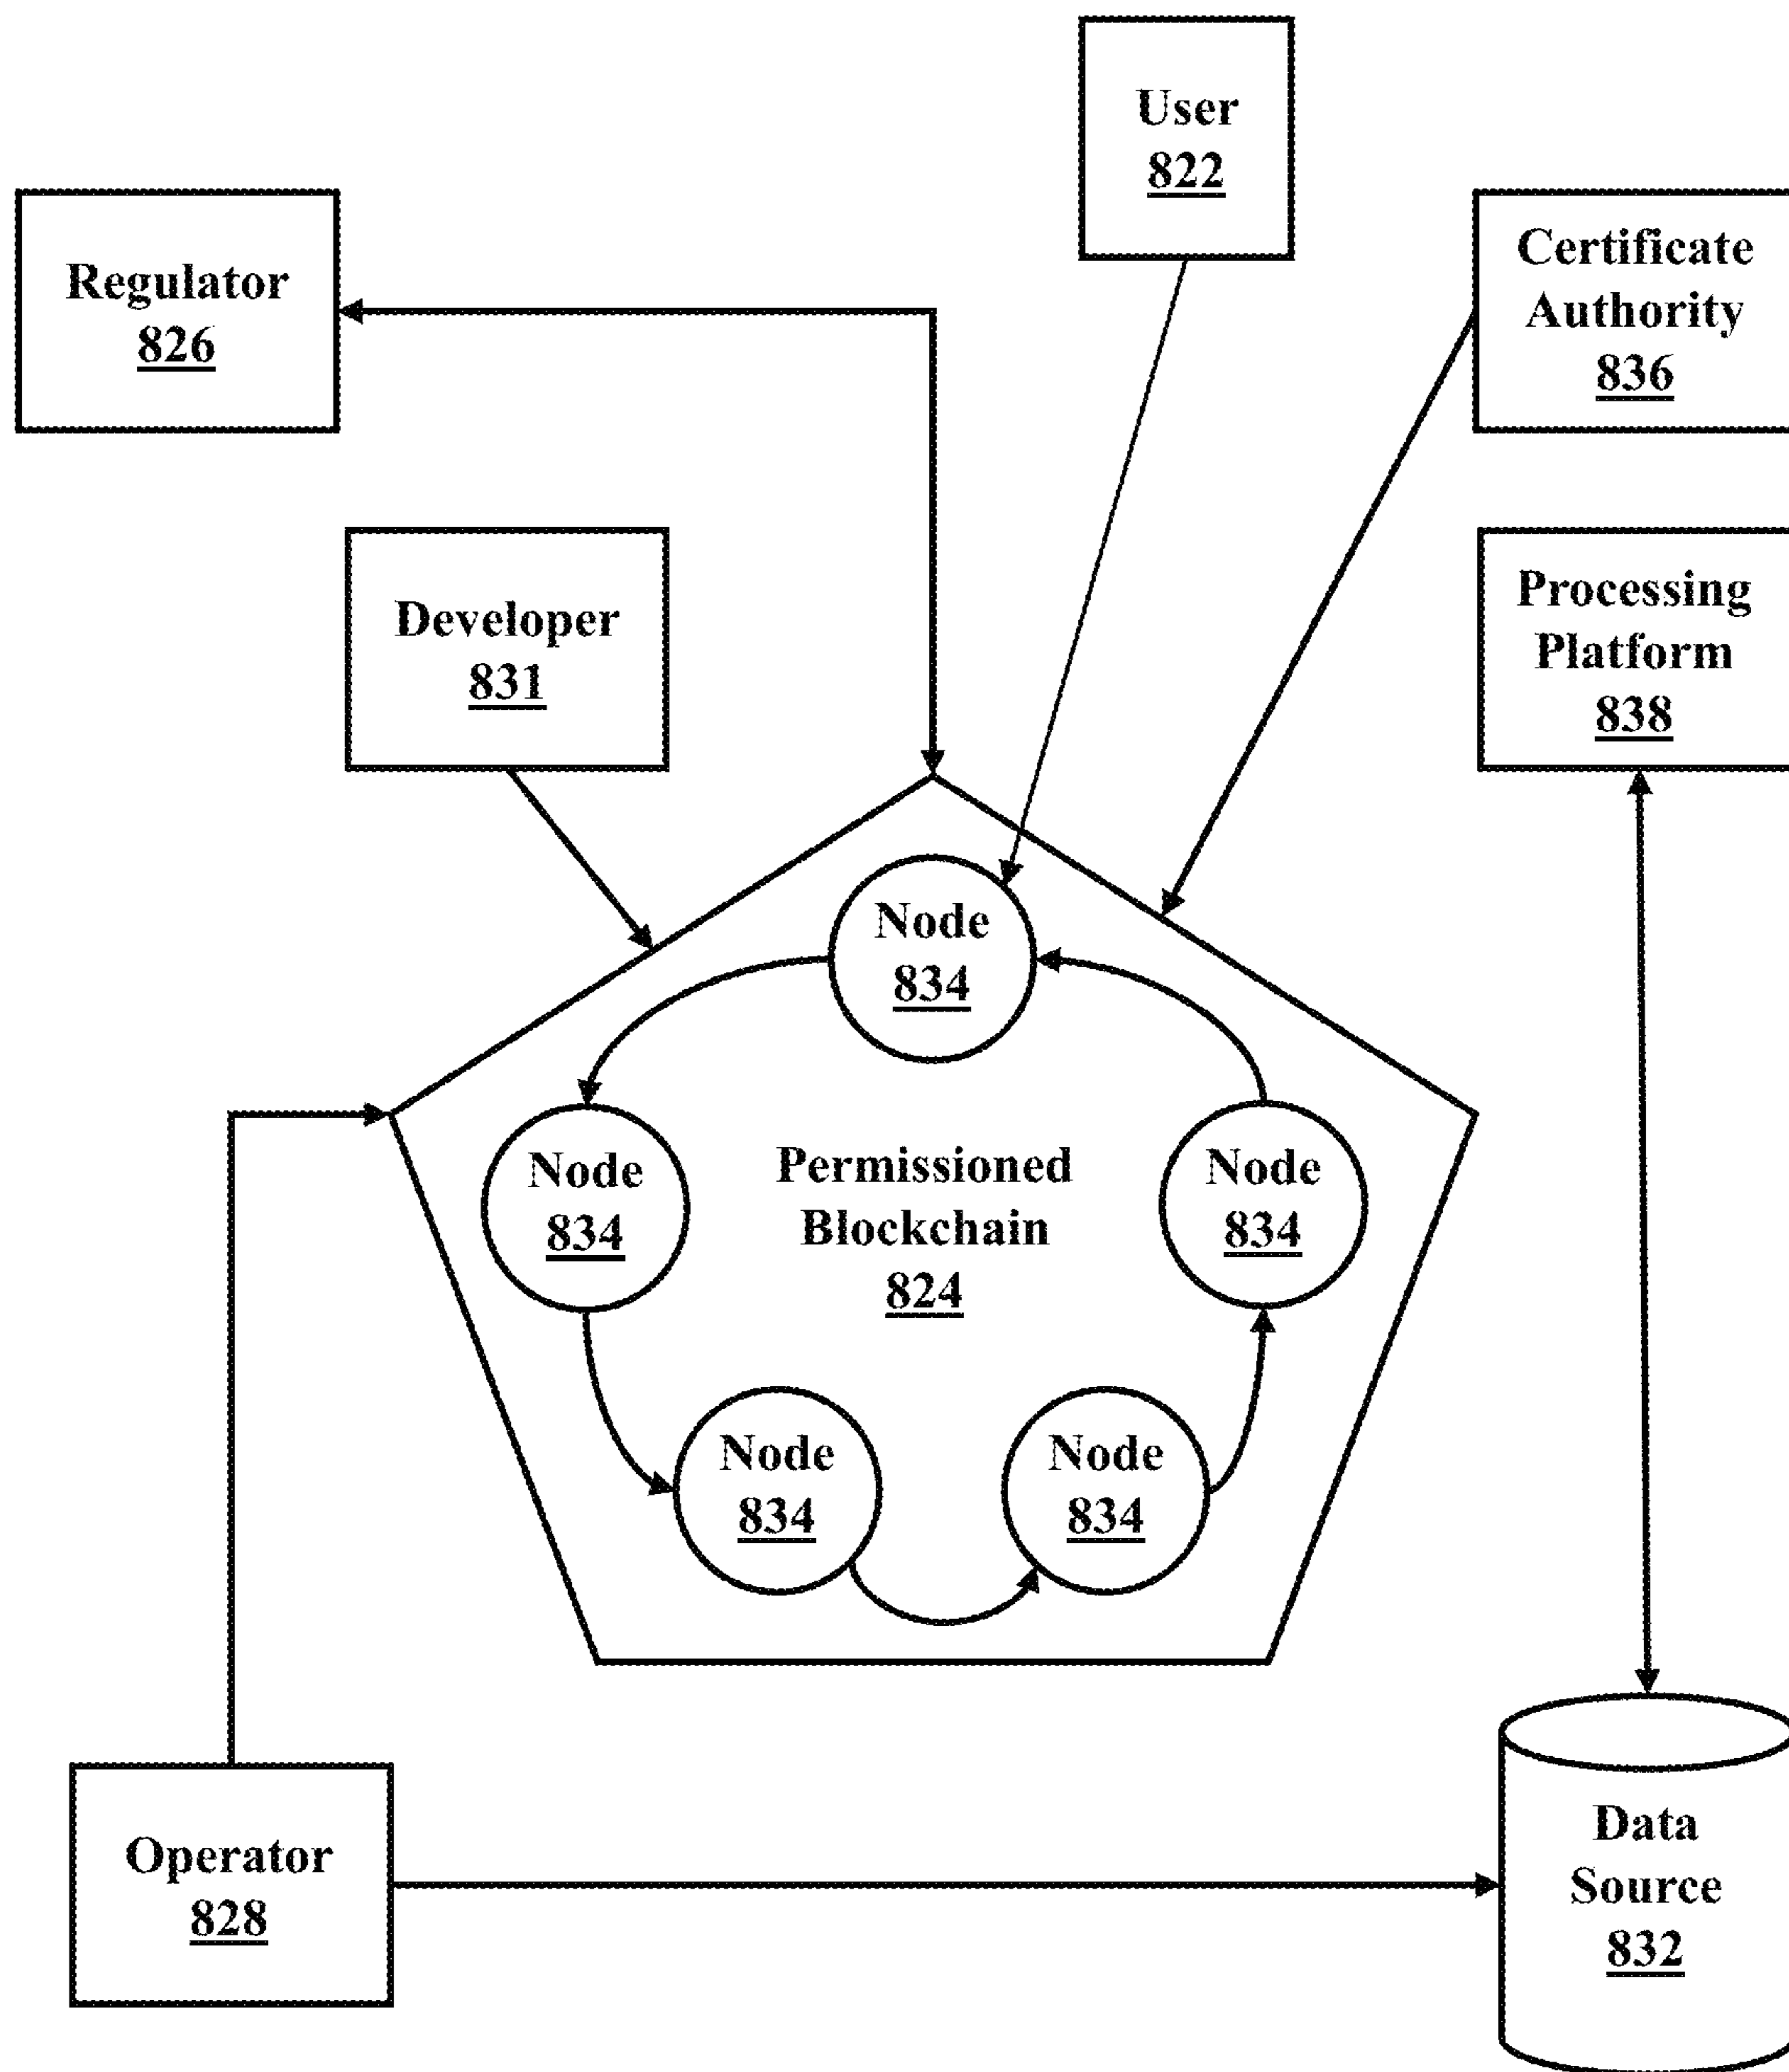 User
822
Regulator
826
Certificate
Authority
836
Developer
831
Processing
Platform
838
Node
834
Node
834
Permissioned
Blockchain
824
Node
834
Node
834
Node
834
Operator
828
Data
Source
832